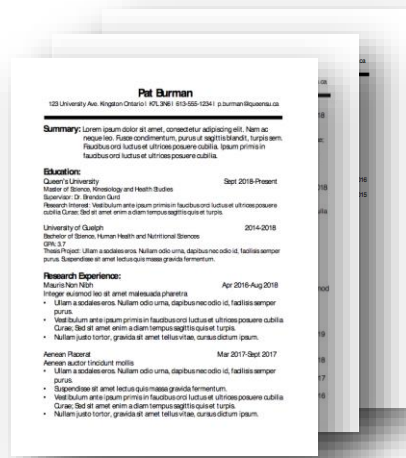 Pat Burman
123 University Ave. Kingston Ontario I K7L3N6 I 613-555-1234 I p.burman@queensu.ca
Summary: Lorem ipsum dolor sit amet, consectetur adipiscing elit. Nam ac
neque leo. Fusce condimentum, purus ut sagittis blandit, turpis sem.
Faucibus orci luctus et ultrices posuere cubilia. Ipsum primis in
faucibus orci luctus et ultrices posuere cubilia.
Education:
Queen's University Sept 2018-Present
Master of Science, Kinesiology and Health Studies
Supervisor: Dr. Brendon Gurd
Research Interest: Vestibulum ante ipsum primis in faucibus orci luctus et ultrices posuere
cubilia Curae; Sed sit amet enim a diam tempus sagittis quis et turpis.
University of Guelph 2014-2018
Bachelor of Science, Human Health and Nutritional Sciences
GPA: 3.7
Thesis Project: Ullam a sodales eros. Nullam odio urna, dapibus nec odio id, facilisis semper
purus. Suspendisse sit amet lectus quis massa gravida fermentum.
Research Experience:
Mauris Non Nibh Apr 2016-Aug 2018
Integer euismod leo sit amet malesuada pharetra
• Ullam a sodales eros. Nullam odio urna, dapibus nec odio id, facilisis semper
purus.
• Vestibulum ante ipsum primis in faucibus orci luctus et ultrices posuere cubilia
Curae; Sed sit amet enim a diam tempus sagittis quis et turpis.
• Nullam justo tortor, gravida sit amet tellus vitae, cursus dictum ipsum.
Aenean Placerat Mar 2017-Sept 2017
Aenean auctor tincidunt mollis
• Ullam a sodales eros. Nullam odio urna, dapibus nec odio id, facilisis semper
purus.
• Suspendisse sit amet lectus quis massa gravida fermentum.
• Vestibulum ante ipsum primis in faucibus orci luctus et ultrices posuere cubilia
Curae; Sed sit amet enim a diam tempus sagittis quis et turpis.
• Nullam justo tortor, gravida sit amet tellus vitae, cursus dictum ipsum.